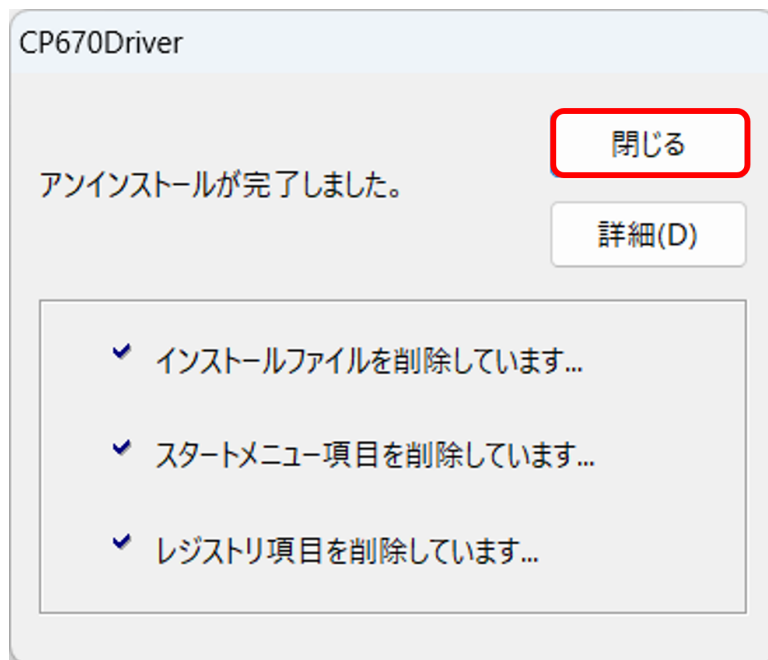 CP670Driver
閉じる
アンインストールが完了しました。
詳細(D)
インストールファイルを削除しています...
スタートメニュー項目を削除しています...
レジストリ項目を削除しています...